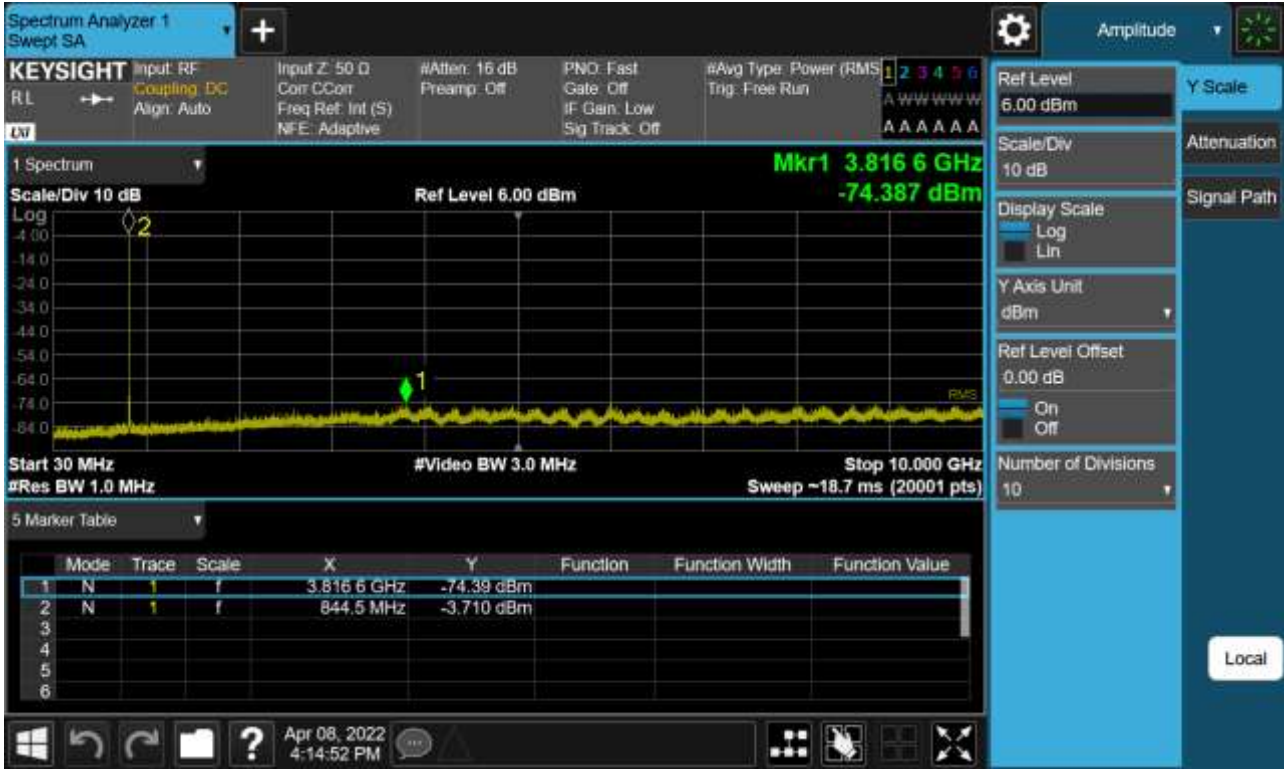 Spectrum Analyzer 1
Swept SA
+
Amplitude
KEYSIGHT
RL
LXI
Input: RF
Coupling: DC
Align: Auto
Input Z: 50 Ω
Corr CCorr
Freq Ref: Int (S)
NFE: Adaptive
#Atten: 16 dB
Preamp: Off
PNO: Fast
Gate: Off
IF Gain: Low
Sig Track: Off
#Avg Type: Power (RMS
Trig: Free Run
1 2 3 4 5 6
A W W W W W
A A A A A A
1 Spectrum
Scale/Div 10 dB
Ref Level 6.00 dBm
Mkr1 3.816 6 GHz
-74.387 dBm
Log
-4.00
-14.0
-24.0
-34.0
-44.0
-54.0
-64.0
-74.0
-84.0
2
1
RMS
Start 30 MHz
#Video BW 3.0 MHz
Stop 10.000 GHz
#Res BW 1.0 MHz
Sweep ~18.7 ms (20001 pts)
5 Marker Table
Mode Trace Scale X Y Function Function Width Function Value
1 N 1 f 3.816 6 GHz -74.39 dBm
2 N 1 f 844.5 MHz -3.710 dBm
3
4
5
6
Ref Level
6.00 dBm
Scale/Div
10 dB
Display Scale
Log
Lin
Y Axis Unit
dBm
Ref Level Offset
0.00 dB
On
Off
Number of Divisions
10
Y Scale
Attenuation
Signal Path
Local
?
Apr 08, 2022
4:14:52 PM